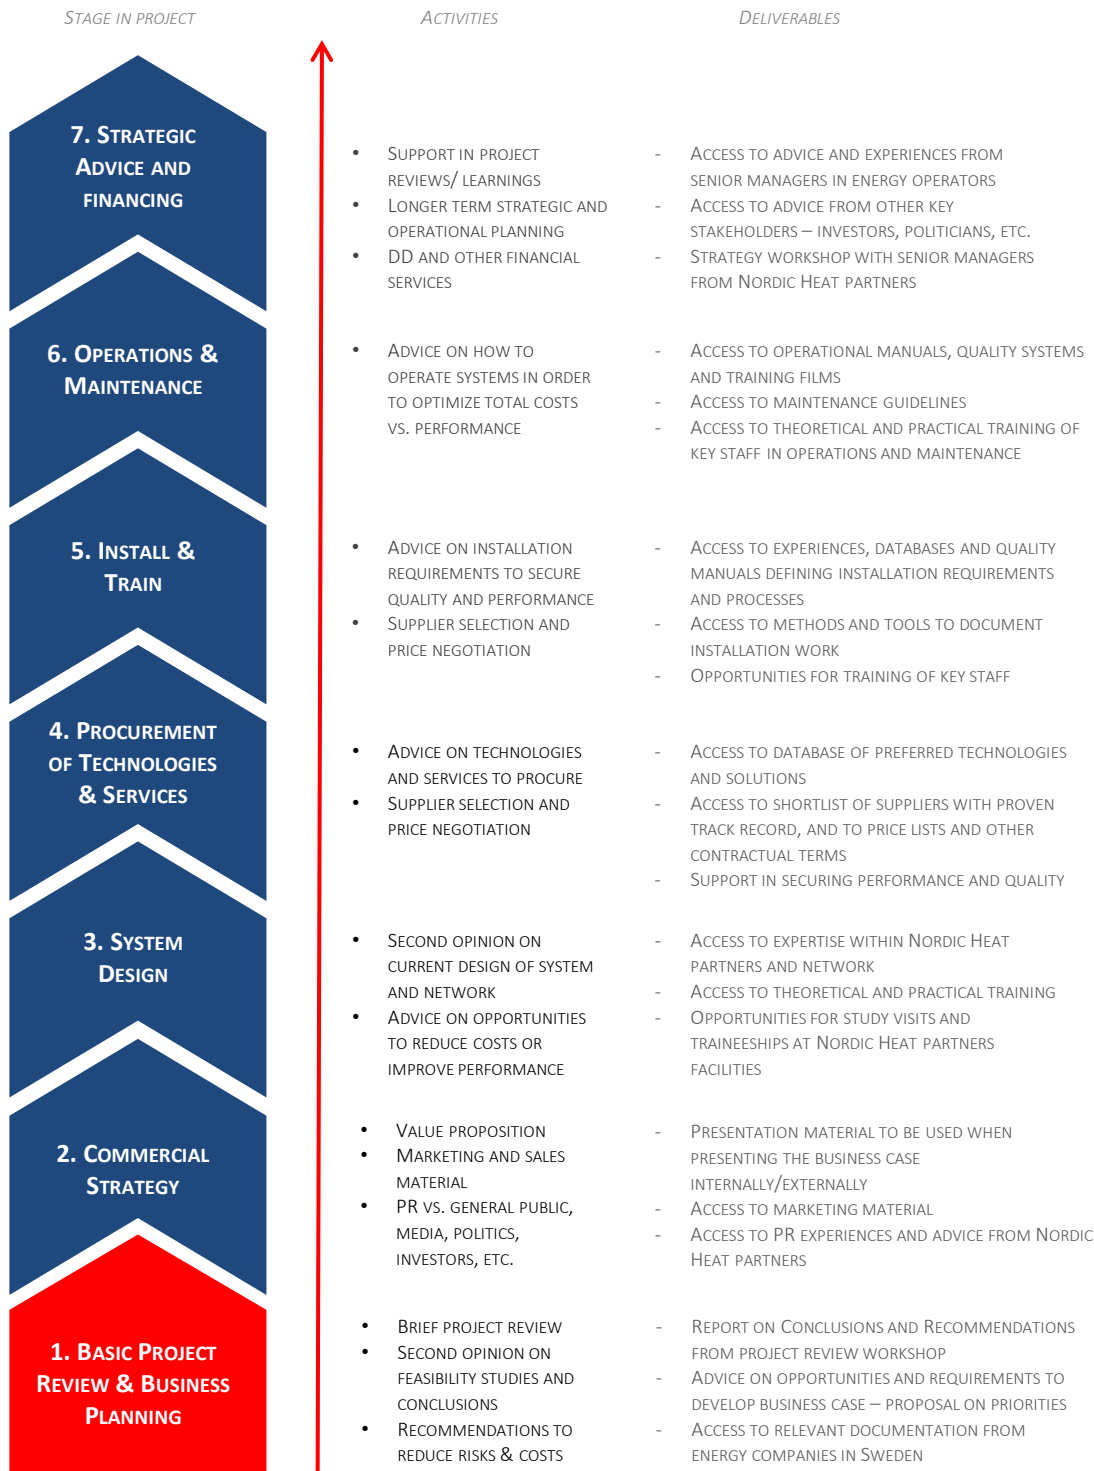 Stage in project
Activities
Deliverables
7. Strategic
Advice and
financing
• Support in project
reviews/ learnings
• Longer term strategic and
operational planning
• DD and other financial
services
- Access to advice and experiences from
senior managers in energy operators
- Access to advice from other key
stakeholders – investors, politicians, etc.
- Strategy workshop with senior managers
from Nordic Heat partners
6. Operations &
Maintenance
• Advice on how to
operate systems in order
to optimize total costs
vs. performance
- Access to operational manuals, quality systems
and training films
- Access to maintenance guidelines
- Access to theoretical and practical training of
key staff in operations and maintenance
5. Install &
Train
• Advice on installation
requirements to secure
quality and performance
• Supplier selection and
price negotiation
- Access to experiences, databases and quality
manuals defining installation requirements
and processes
- Access to methods and tools to document
installation work
- Opportunities for training of key staff
4. Procurement
of Technologies
& Services
• Advice on technologies
and services to procure
• Supplier selection and
price negotiation
- Access to database of preferred technologies
and solutions
- Access to shortlist of suppliers with proven
track record, and to price lists and other
contractual terms
- Support in securing performance and quality
3. System
Design
• Second opinion on
current design of system
and network
• Advice on opportunities
to reduce costs or
improve performance
- Access to expertise within Nordic Heat
partners and network
- Access to theoretical and practical training
- Opportunities for study visits and
traineeships at Nordic Heat partners
facilities
2. Commercial
Strategy
• Value proposition
• Marketing and sales
material
• PR vs. general public,
media, politics,
investors, etc.
- Presentation material to be used when
presenting the business case
internally/externally
- Access to marketing material
- Access to PR experiences and advice from Nordic
Heat partners
1. Basic Project
Review & Business
Planning
• Brief project review
• Second opinion on
feasibility studies and
conclusions
• Recommendations to
reduce risks & costs
- Report on Conclusions and Recommendations
from project review workshop
- Advice on opportunities and requirements to
develop business case – proposal on priorities
- Access to relevant documentation from
energy companies in Sweden